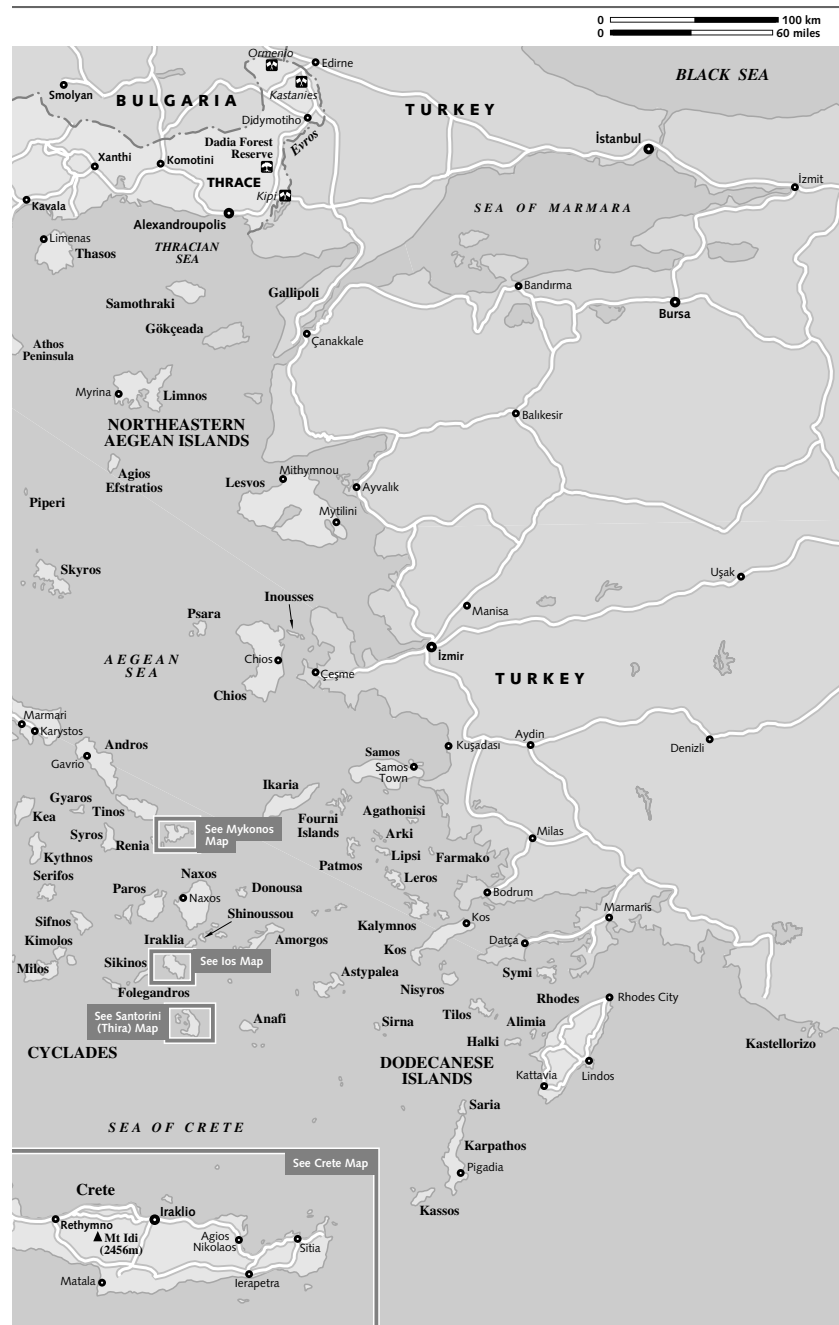 0 100 km
0 60 miles
Ormenio
Edirne
BLACK SEA
Smolyan
Kastanies
BULGARIA
TURKEY
Didymotiho
Evros
Dadia Forest
Reserve
İstanbul
Xanthi
Komotini
THRACE
Kipi
İzmit
Kavala
SEA OF MARMARA
Alexandroupolis
Limenas
Thasos
THRACIAN
SEA
Samothraki
Gallipoli
Bandırma
Bursa
Gökçeada
Çanakkale
Athos
Peninsula
Myrina
Limnos
Balıkesir
NORTHEASTERN
AEGEAN ISLANDS
Agios
Efstratios
Lesvos
Mithymnou
Ayvalık
Piperi
Mytilini
Skyros
Uşak
Inousses
Manisa
Psara
İzmir
AEGEAN
SEA
Chios
Çeşme
Chios
TURKEY
Marmari
Karystos
Andros
Gavrio
Samos
Samos
Town
Kuşadası
Aydin
Denizli
Ikaria
Gyaros
Tinos
Kea
Fourni
Islands
Agathonisi
Syros
Renia
See Mykonos
Map
Arki
Milas
Kythnos
Patmos
Lipsi
Farmako
Serifos
Naxos
Leros
Paros
Naxos
Donousa
Bodrum
Shinoussou
Marmaris
Sifnos
Kalymnos
Kos
Kimolos
Iraklia
Amorgos
Kos
Datça
Milos
Sikinos
See Ios Map
Astypalea
Symi
Folegandros
Nisyros
Rhodes
Rhodes City
See Santorini
(Thira) Map
Anafi
Sirna
Tilos
Alimia
Halki
Kastellorizo
CYCLADES
DODECANESE
ISLANDS
Kattavia
Lindos
Saria
SEA OF CRETE
Karpathos
Pigadia
See Crete Map
Kassos
Crete
Rethymno
Iraklio
Mt Idi
(2456m)
Agios
Nikolaos
Sitia
Matala
Ierapetra